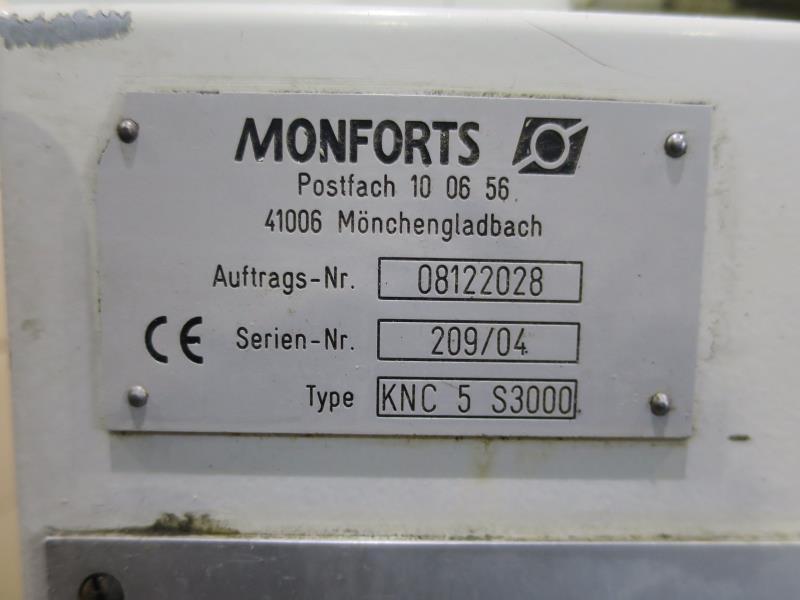 MONFORTS
Postfach 10 06 56
41006 Mönchengladbach
Auftrags-Nr. 08122028
CE Serien-Nr. 209/04
Type KNC 5 S3000